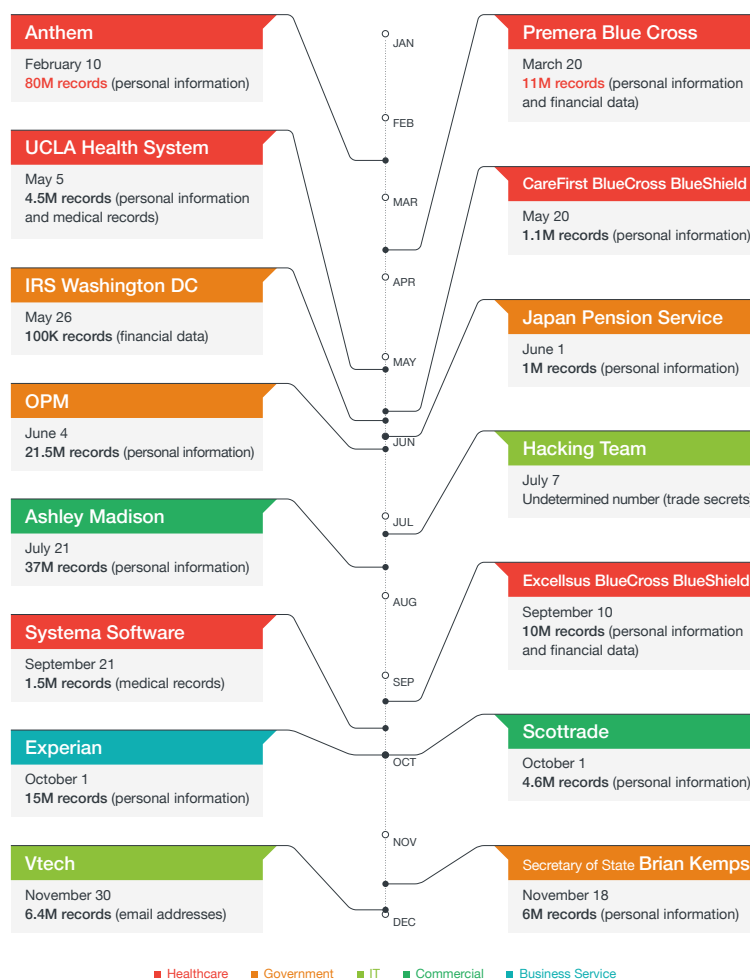 Anthem
February 10
80M records (personal information)
Premera Blue Cross
March 20
11M records (personal information
and financial data)
UCLA Health System
May 5
4.5M records (personal information
and medical records)
CareFirst BlueCross BlueShield
May 20
1.1M records (personal information)
IRS Washington DC
May 26
100K records (financial data)
Japan Pension Service
June 1
1M records (personal information)
OPM
June 4
21.5M records (personal information)
Hacking Team
July 7
Undetermined number (trade secrets)
Ashley Madison
July 21
37M records (personal information)
Excellsus BlueCross BlueShield
September 10
10M records (personal information
and financial data)
Systema Software
September 21
1.5M records (medical records)
Experian
October 1
15M records (personal information)
Scottrade
October 1
4.6M records (personal information)
Vtech
November 30
6.4M records (email addresses)
Secretary of State Brian Kemps
November 18
6M records (personal information)
JAN
FEB
MAR
APR
MAY
JUN
JUL
AUG
SEP
OCT
NOV
DEC
Healthcare
Government
IT
Commercial
Business Service